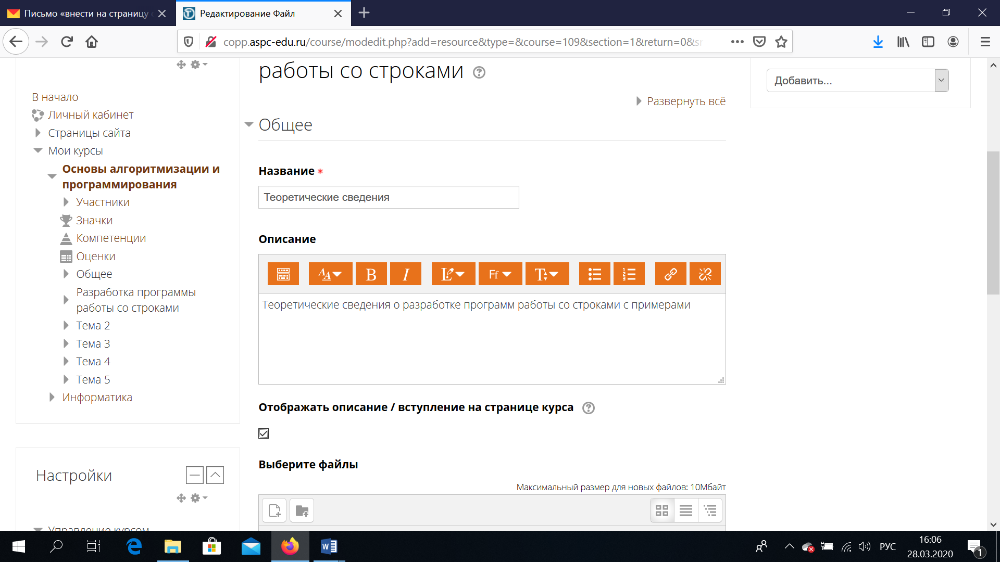 Письмо «внести на страницу
Редактирование Файл
copp.aspc-edu.ru/course/modedit.php?add=resource&type=&course=109&section=1&return=0&sr
работы со строками
Добавить...
Развернуть всё
В начало
Личный кабинет
Страницы сайта
Мои курсы
Основы алгоритмизации и
программирования
Участники
Значки
Компетенции
Оценки
Общее
Разработка программы
работы со строками
Тема 2
Тема 3
Тема 4
Тема 5
Информатика
Настройки
Управление курсом
Общее
Название *
Теоретические сведения
Описание
B I Ff
Теоретические сведения о разработке программ работы со строками с примерами
Отображать описание / вступление на странице курса
Выберите файлы
Максимальный размер для новых файлов: 10Мбайт
РУС
16:06
28.03.2020
1